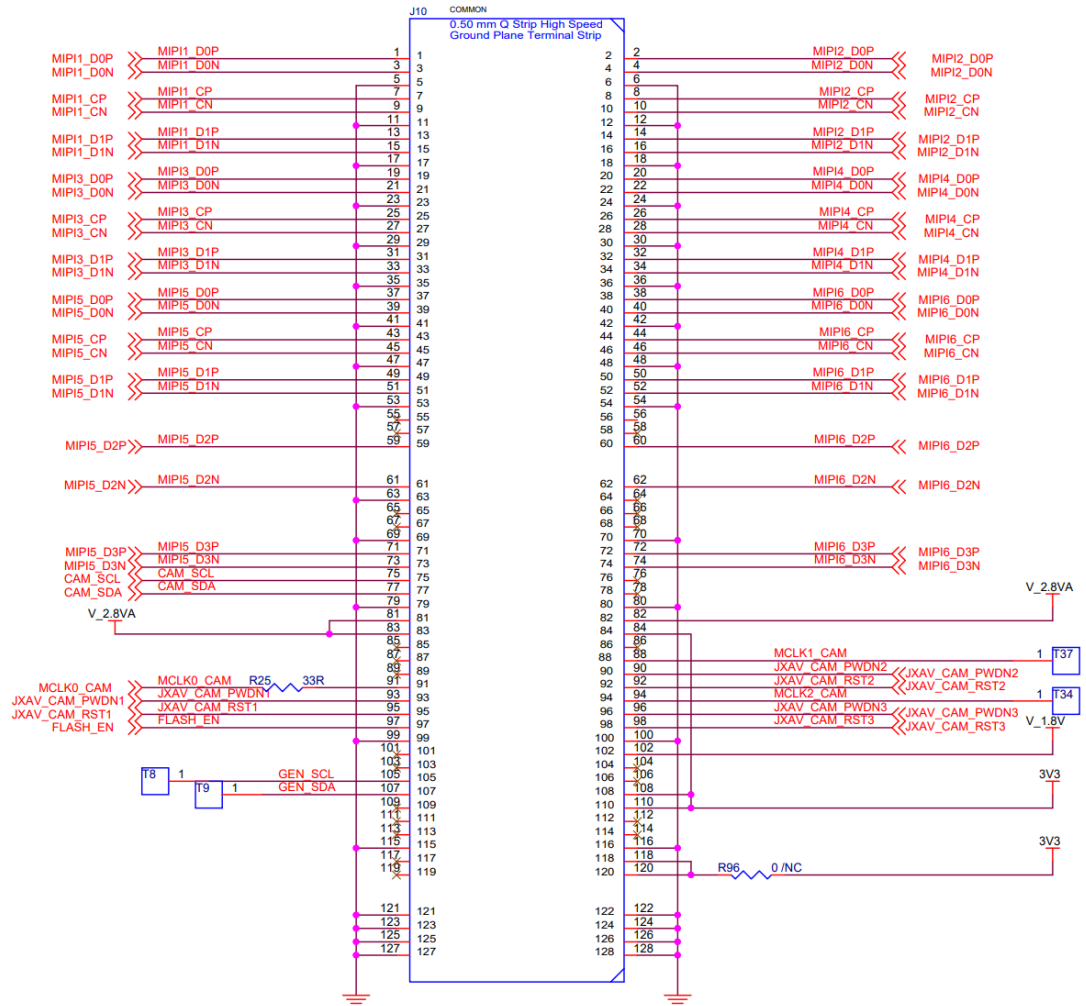 J10 COMMON
0.50 mm Q Strip High Speed
Ground Plane Terminal Strip
MIPI1_D0P MIPI1_D0P 1 1 2 2 MIPI2_D0P MIPI2_D0P
MIPI1_D0N MIPI1_D0N 3 3 4 4 MIPI2_D0N MIPI2_D0N
5 5 6 6
MIPI1_CP MIPI1_CP 7 7 8 8 MIPI2_CP MIPI2_CP
MIPI1_CN MIPI1_CN 9 9 10 10 MIPI2_CN MIPI2_CN
11 11 12 12
MIPI1_D1P MIPI1_D1P 13 13 14 14 MIPI2_D1P MIPI2_D1P
MIPI1_D1N MIPI1_D1N 15 15 16 16 MIPI2_D1N MIPI2_D1N
17 17 18 18
MIPI3_D0P MIPI3_D0P 19 19 20 20 MIPI4_D0P MIPI4_D0P
MIPI3_D0N MIPI3_D0N 21 21 22 22 MIPI4_D0N MIPI4_D0N
23 23 24 24
MIPI3_CP MIPI3_CP 25 25 26 26 MIPI4_CP MIPI4_CP
MIPI3_CN MIPI3_CN 27 27 28 28 MIPI4_CN MIPI4_CN
29 29 30 30
MIPI3_D1P MIPI3_D1P 31 31 32 32 MIPI4_D1P MIPI4_D1P
MIPI3_D1N MIPI3_D1N 33 33 34 34 MIPI4_D1N MIPI4_D1N
35 35 36 36
MIPI5_D0P MIPI5_D0P 37 37 38 38 MIPI6_D0P MIPI6_D0P
MIPI5_D0N MIPI5_D0N 39 39 40 40 MIPI6_D0N MIPI6_D0N
41 41 42 42
MIPI5_CP MIPI5_CP 43 43 44 44 MIPI6_CP MIPI6_CP
MIPI5_CN MIPI5_CN 45 45 46 46 MIPI6_CN MIPI6_CN
47 47 48 48
MIPI5_D1P MIPI5_D1P 49 49 50 50 MIPI6_D1P MIPI6_D1P
MIPI5_D1N MIPI5_D1N 51 51 52 52 MIPI6_D1N MIPI6_D1N
53 53 54 54
55 55 56 56
57 57 58 58
MIPI5_D2P MIPI5_D2P 59 59 60 60 MIPI6_D2P MIPI6_D2P
MIPI5_D2N MIPI5_D2N 61 61 62 62 MIPI6_D2N MIPI6_D2N
63 63 64 64
65 65 66 66
67 67 68 68
69 69 70 70
MIPI5_D3P MIPI5_D3P 71 71 72 72 MIPI6_D3P MIPI6_D3P
MIPI5_D3N MIPI5_D3N 73 73 74 74 MIPI6_D3N MIPI6_D3N
CAM_SCL CAM_SCL 75 75 76 76
CAM_SDA CAM_SDA 77 77 78 78
79 79 80 80 V_2.8VA
V_2.8VA 81 81 82 82
83 83 84 84
85 85 86 86
87 87 88 88 MCLK1_CAM 1 T37
89 89 90 90 JXAV_CAM_PWDN2 JXAV_CAM_PWDN2
MCLK0_CAM MCLK0_CAM R25 33R 91 91 92 92 JXAV_CAM_RST2 JXAV_CAM_RST2
JXAV_CAM_PWDN1 JXAV_CAM_PWDN1 93 93 94 94 MCLK2_CAM 1 T34
JXAV_CAM_RST1 JXAV_CAM_RST1 95 95 96 96 JXAV_CAM_PWDN3 JXAV_CAM_PWDN3
FLASH_EN FLASH_EN 97 97 98 98 JXAV_CAM_RST3 JXAV_CAM_RST3
99 99 100 100 V_1.8V
101 101 102 102
103 103 104 104
T8 1 GEN_SCL 105 105 106 106 3V3
T9 1 GEN_SDA 107 107 108 108
109 109 110 110
111 111 112 112
113 113 114 114
115 115 116 116 3V3
117 117 118 118
119 119 120 120 R96 0 /NC
121 121 122 122
123 123 124 124
125 125 126 126
127 127 128 128